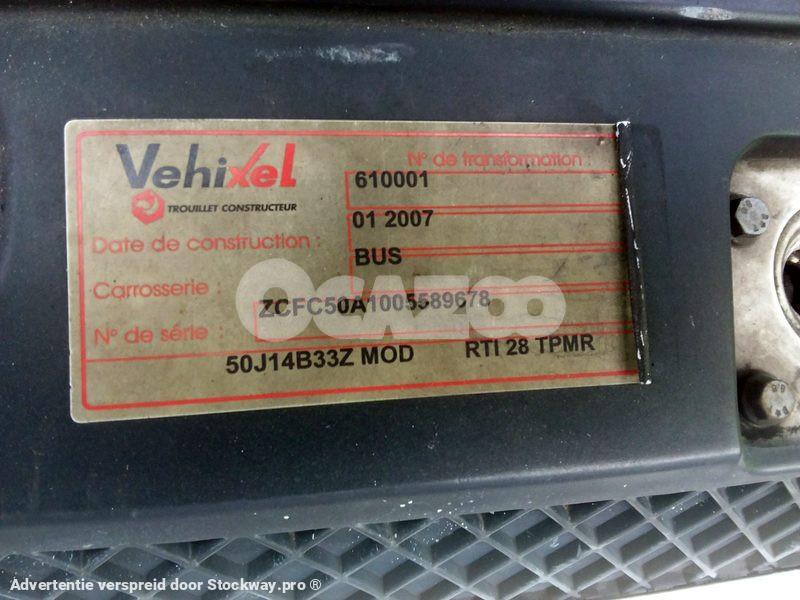 Vehixel
TROUILLET CONSTRUCTEUR
N° de transformation :
610001
01 2007
Date de construction :
BUS
Carrosserie :
ZCFC50A1005589678
OCAZOO
N° de série :
50J14B33Z MOD RTI 28 TPMR
Advertentie verspreid door Stockway.pro ®